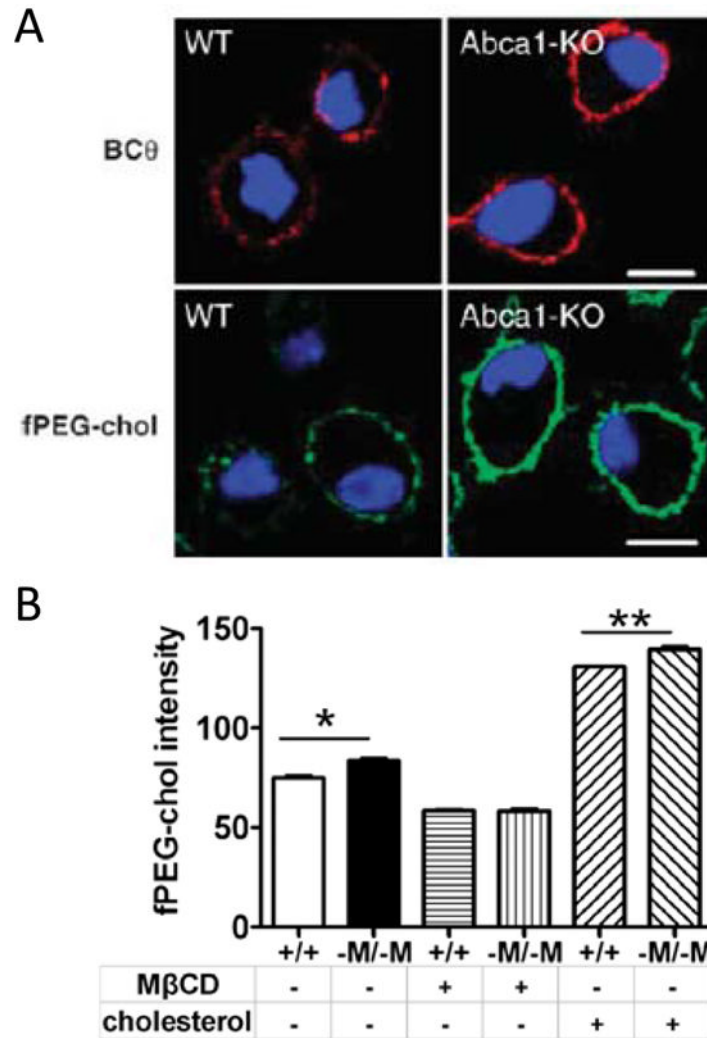 A
WT
Abca1-KO
BCθ
WT
Abca1-KO
fPEG-chol
B
fPEG-chol intensity
150
100
50
0
*
**
+/+ -M/-M +/+ -M/-M +/+ -M/-M
MβCD - - + + - -
cholesterol - - - - + +